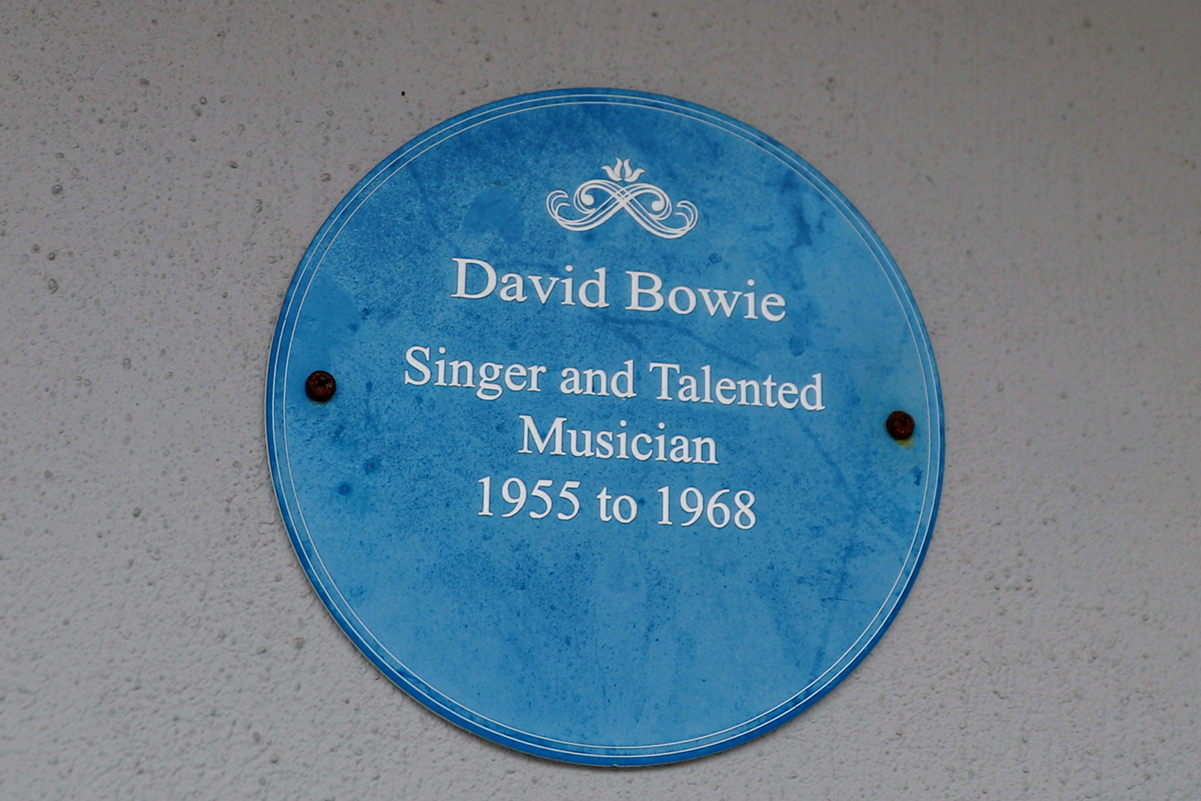 David Bowie
Singer and Talented
Musician
1955 to 1968